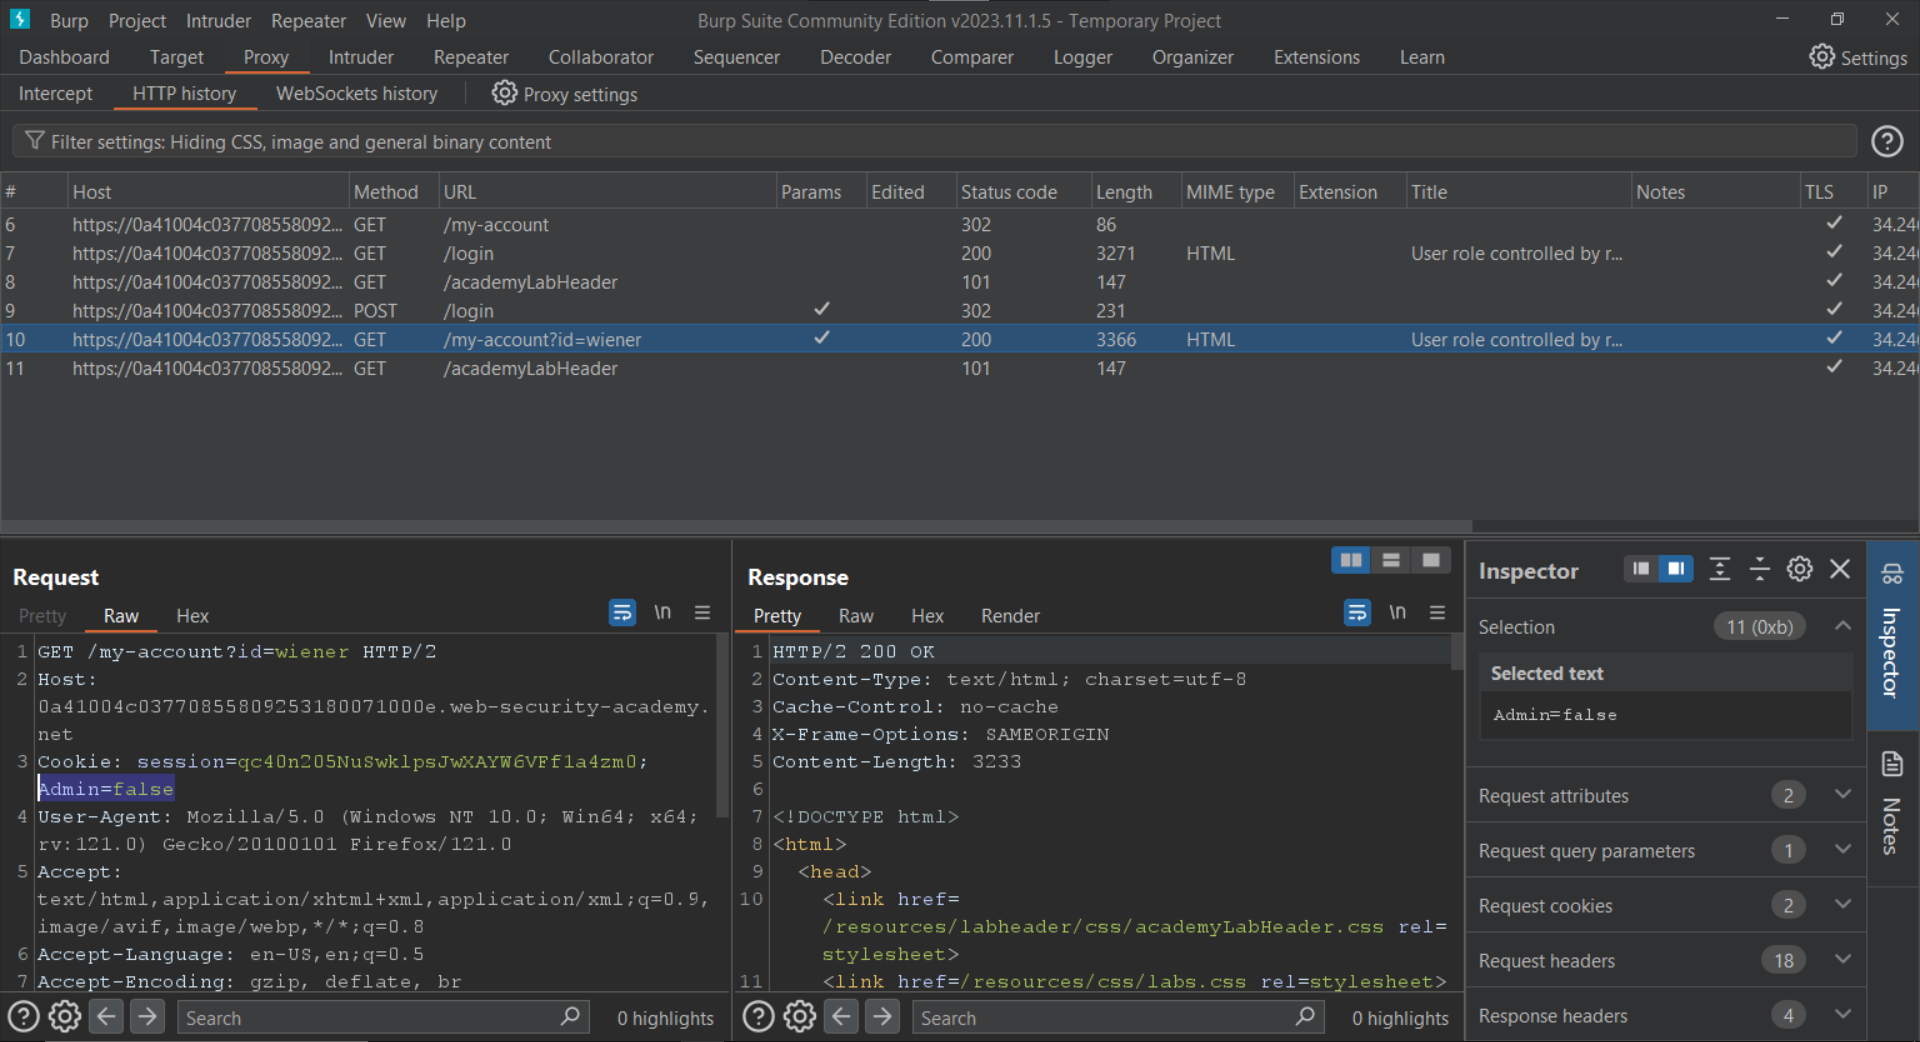 Burp Project Intruder Repeater View Help Burp Suite Community Edition v2023.11.1.5 - Temporary Project
Dashboard Target Proxy Intruder Repeater Collaborator Sequencer Decoder Comparer Logger Organizer Extensions Learn Settings
Intercept HTTP history WebSockets history Proxy settings
Filter settings: Hiding CSS, image and general binary content
# Host Method URL Params Edited Status code Length MIME type Extension Title Notes TLS IP
6 https://0a41004c037708558092... GET /my-account 302 86 34.24
7 https://0a41004c037708558092... GET /login 200 3271 HTML User role controlled by r... 34.24
8 https://0a41004c037708558092... GET /academyLabHeader 101 147 34.24
9 https://0a41004c037708558092... POST /login 302 231 34.24
10 https://0a41004c037708558092... GET /my-account?id=wiener 200 3366 HTML User role controlled by r... 34.24
11 https://0a41004c037708558092... GET /academyLabHeader 101 147 34.24
Request
Pretty Raw Hex \n
1 GET /my-account?id=wiener HTTP/2
2 Host:
0a41004c03770855809253180071000e.web-security-academy.
net
3 Cookie: session=qc40n205NuSwklpsJwXAYW6VFf1a4zm0;
Admin=false
4 User-Agent: Mozilla/5.0 (Windows NT 10.0; Win64; x64;
rv:121.0) Gecko/20100101 Firefox/121.0
5 Accept:
text/html,application/xhtml+xml,application/xml;q=0.9,
image/avif,image/webp,*/*;q=0.8
6 Accept-Language: en-US,en;q=0.5
7 Accept-Encoding: gzip, deflate, br
Search 0 highlights
Response
Pretty Raw Hex Render \n
1 HTTP/2 200 OK
2 Content-Type: text/html; charset=utf-8
3 Cache-Control: no-cache
4 X-Frame-Options: SAMEORIGIN
5 Content-Length: 3233
6
7 <!DOCTYPE html>
8 <html>
9 <head>
10 <link href=
/resources/labheader/css/academyLabHeader.css rel=
stylesheet>
11 <link href=/resources/css/labs.css rel=stylesheet>
Search 0 highlights
Inspector
Selection 11 (0xb)
Selected text
Admin=false
Request attributes 2
Request query parameters 1
Request cookies 2
Request headers 18
Response headers 4
Inspector
Notes